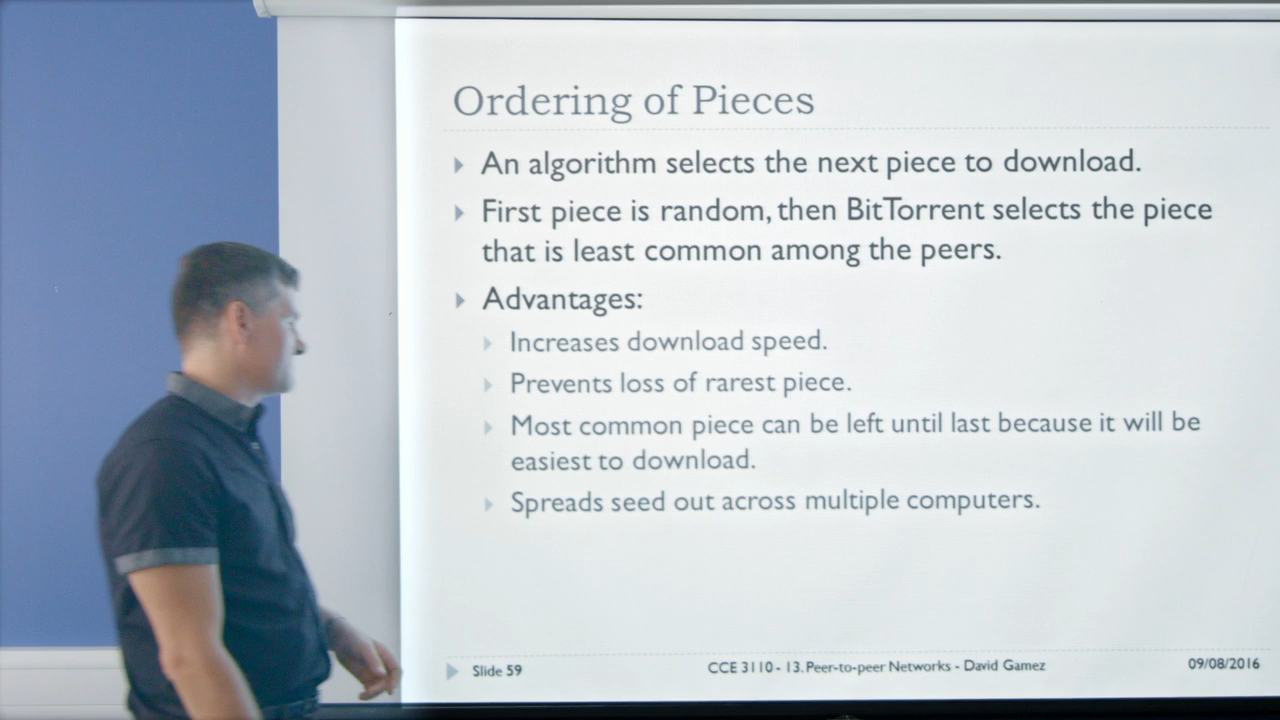 Ordering of Pieces
An algorithm selects the next piece to download.
First piece is random, then BitTorrent selects the piece
that is least common among the peers.
Advantages:
Increases download speed.
Prevents loss of rarest piece.
Most common piece can be left until last because it will be
easiest to download.
Spreads seed out across multiple computers.
Slide 59
CCE 3110 - 13. Peer-to-peer Networks - David Gamez
09/08/2016